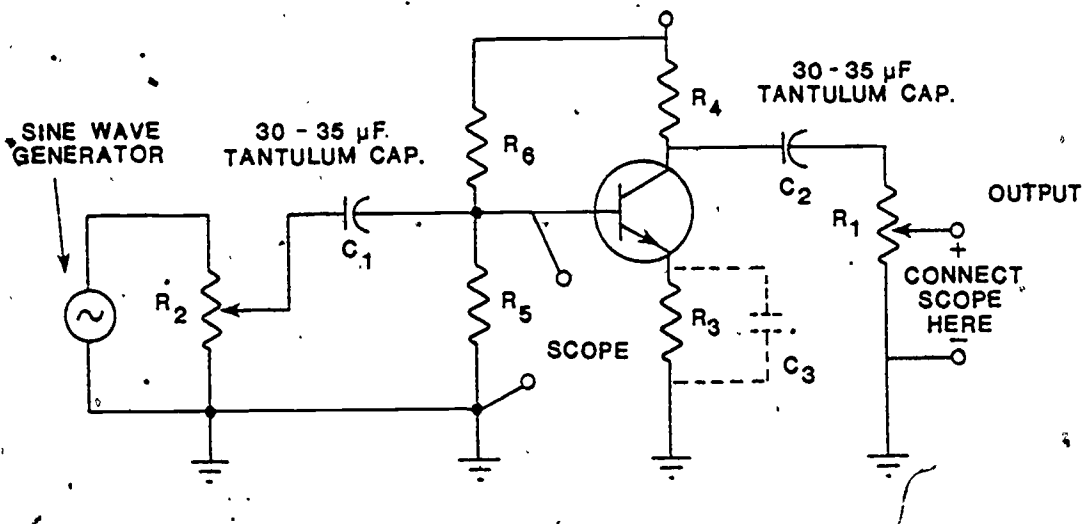 30 - 35 µF
TANTULUM CAP.
R4
SINE WAVE
GENERATOR
30 - 35 µF.
TANTULUM CAP.
R6
C2
OUTPUT
R1
C1
+
CONNECT
SCOPE
HERE
–
R2
R5
R3
SCOPE
C3